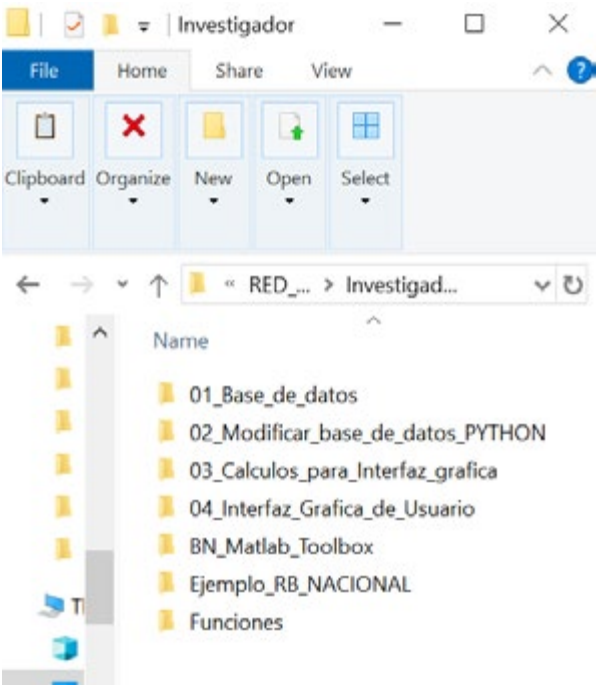 Investigador
File Home Share View
Clipboard Organize New Open Select
« RED_... > Investigad...
Name
01_Base_de_datos
02_Modificar_base_de_datos_PYTHON
03_Calculos_para_Interfaz_grafica
04_Interfaz_Grafica_de_Usuario
BN_Matlab_Toolbox
Ejemplo_RB_NACIONAL
Funciones